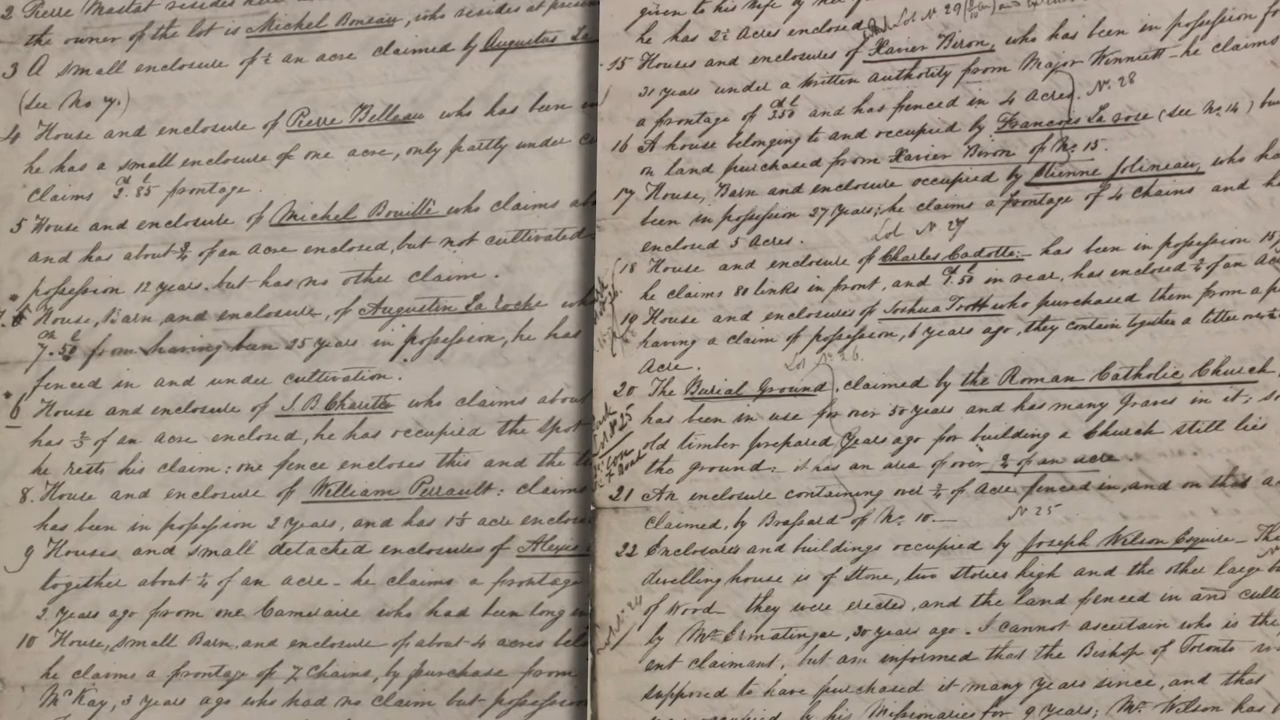 2 Pierre resides
the owner of the lot is Michel Boneau, who resides at
3 A small enclosure of ½ an acre claimed by Augustus
(see No 7.)
4 House and enclosure of Pierre Belleau who has been
he has a small enclosure of one acre, only partly under
claims 3.85 frontage.
5 House and enclosure of Michel Bouillé who claims
and has about ¾ of an acre enclosed, but not cultivated
possession 12 years, but has no other claim.
House, Barn and enclosure, of Augustin La Roche
7.50 from having been 25 years in possession, he has
fenced in and under cultivation.
* 6 House and enclosure of J. B Charette who claims about
has of an acre enclosed, he has occupied the spot
he rests his claim: one fence encloses this and the
8. House and enclosure of William Perrault: claims
has been in possession 2 years, and has acre
9 Houses and small detached enclosures of Alexis
together about ¼ of an acre - he claims a frontage
years ago from one who had been long
10 House, small Barn, and enclosure of about 4 acres
he claims a frontage of 7 Chains, by purchase from
McKay, 3 years ago who had no claim but possession
given to his wife Lot No 29
he has 2½ Acres enclosed
15 Houses and enclosures of Xavier Biron, who has been in possession
31 years under a written authority from Major Winniett - he claims
a frontage of 3.50 and has fenced in 4 Acres. No. 28
16 A house belonging to and occupied by Francois La rose (see No. 14)
on land purchased from Xavier Biron of No. 15.
17 House, Barn and enclosure occupied by Etienne Jolineau, who
been in possession 27 years; he claims a frontage of 4 Chains and
enclosed 5 Acres. Lot No 27
18 House and enclosure of Charles Cadotte: - has been in possession 15
he claims 80 links in front, and 9.50 in rear, has enclosed of an
19 House and enclosures of Joshua Trott who purchased them from a
having a claim of possession, 6 years ago, they contain together a little over
Acre. Lot No 26.
20 The Burial Ground, claimed by the Roman Catholic Church
has been in use for over 50 years and has many graves in it;
old timber prepared years ago for building a Church still lies
the ground: it has an area of over ¾ of an acre.
21 An enclosure containing over ¾ of Acre fenced in, and on that
claimed, by Brassard of No. 10. - No 25
22 Enclosures and buildings occupied by Joseph Wilson Esquire -
dwelling house is of Stone, two stories high and the other large
of wood they were erected, and the land fenced in and
by Mr Ermatinger, 30 years ago. I cannot ascertain who is the
ent claimant, but am informed that the Bishop of Toronto
supposed to have purchased it many years since, and that
by his Missionaries for 9 years; Mr. Wilson has